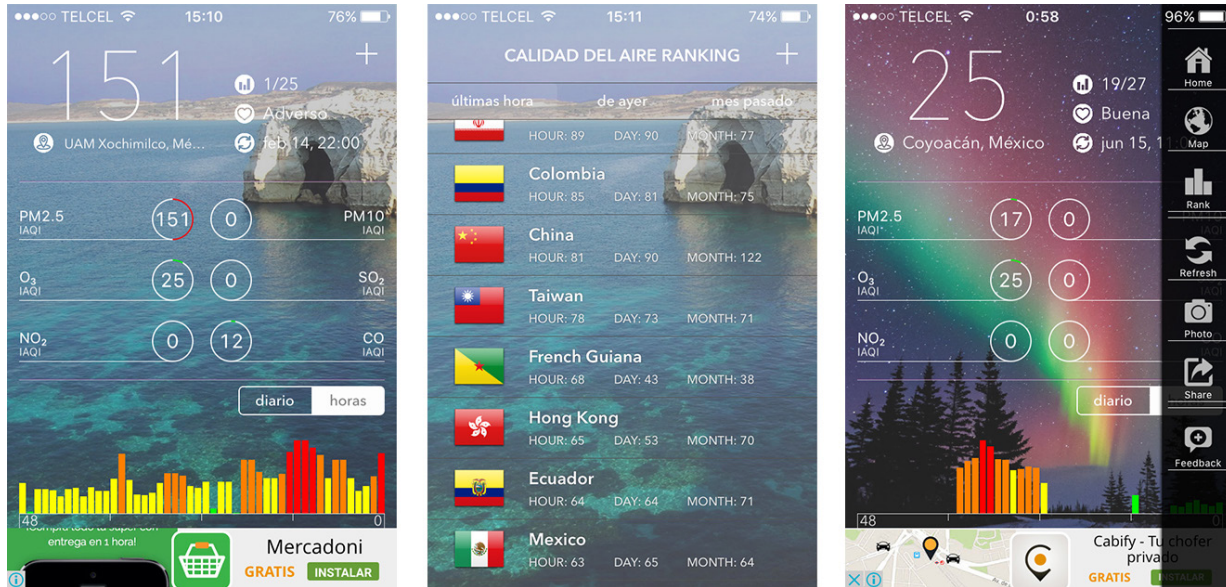 ●●●○○ TELCEL 15:10 76%
151
1/25
Adverso
UAM Xochimilco, Mé...
feb 14, 22:00
PM2.5
IAQI
151
0
PM10
IAQI
O3
IAQI
25
0
SO2
IAQI
NO2
IAQI
0
12
CO
IAQI
diario
horas
48
0
¡Compra todo tu súper con
entrega en 1 hora!
Mercadoni
GRATIS
INSTALAR
●●●○○ TELCEL 15:11 74%
CALIDAD DEL AIRE RANKING
últimas hora de ayer mes pasado
HOUR: 89 DAY: 90 MONTH: 77
Colombia
HOUR: 85 DAY: 81 MONTH: 75
China
HOUR: 81 DAY: 90 MONTH: 122
Taiwan
HOUR: 78 DAY: 73 MONTH: 71
French Guiana
HOUR: 68 DAY: 43 MONTH: 38
Hong Kong
HOUR: 65 DAY: 53 MONTH: 70
Ecuador
HOUR: 64 DAY: 64 MONTH: 71
Mexico
HOUR: 63 DAY: 65 MONTH: 64
●●●○○ TELCEL 0:58 96%
25
19/27
Buena
Coyoacán, México
jun 15,
PM2.5
IAQI
17
0
O3
IAQI
25
0
NO2
IAQI
0
0
diario
48
Home
Map
Rank
Refresh
Photo
Share
Feedback
Cabify - Tu chofer
privado
GRATIS
INSTALAR